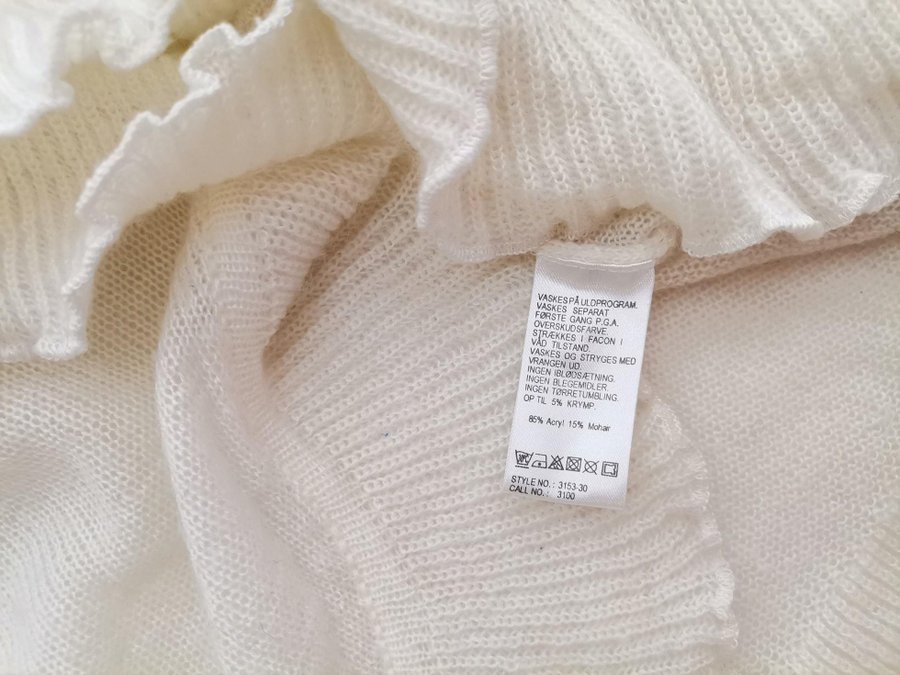 VASKES PÅ ULDPROGRAM.
VASKES SEPARAT
FØRSTE GANG P.G.A.
OVERSKUDSFARVE.
STRÆKKES I FACON I
VÅD TILSTAND.
VASKES OG STRYGES MED
VRANGEN UD.
INGEN IBLØDSÆTNING.
INGEN BLEGEMIDLER.
INGEN TØRRETUMBLING.
OP TIL 5% KRYMP.
85% Acryl 15% Mohair
STYLE NO.: 3153-30
CALL NO.: 3100